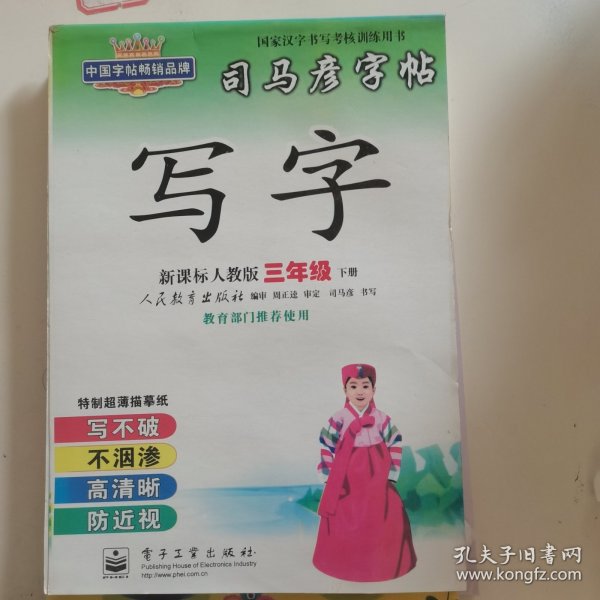 国家汉字书写考核训练用书
中国字帖畅销品牌
司马彦字帖
写字
新课标人教版 三年级 下册
人民教育出版社 编审 周正逵 审定 司马彦 书写
教育部门推荐使用
特制超薄描摹纸
写不破
不洇渗
高清晰
防近视
電子工業出版社
Publishing House of Electronics Industry
http://www.phei.com.cn
孔夫子旧书网
www.kongfz.com